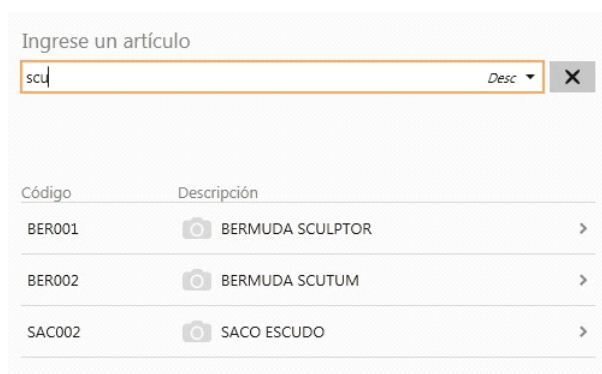 Ingrese un artículo
scu Desc
Código Descripción
BER001 BERMUDA SCULPTOR
BER002 BERMUDA SCUTUM
SAC002 SACO ESCUDO